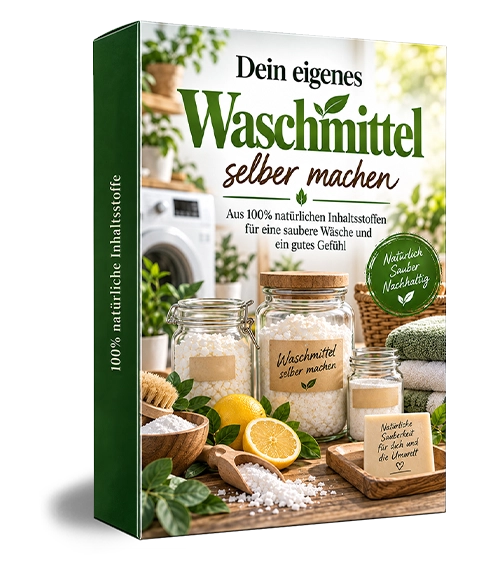 Dein eigenes
Waschmittel
selber machen
Aus 100% natürlichen Inhaltsstoffen
für eine saubere Wäsche und
ein gutes Gefühl
Natürlich
Sauber
Nachhaltig
100% natürliche Inhaltsstoffe
Waschmittel
selber machen
Natürliche
Sauberkeit
für dich und
die Umwelt